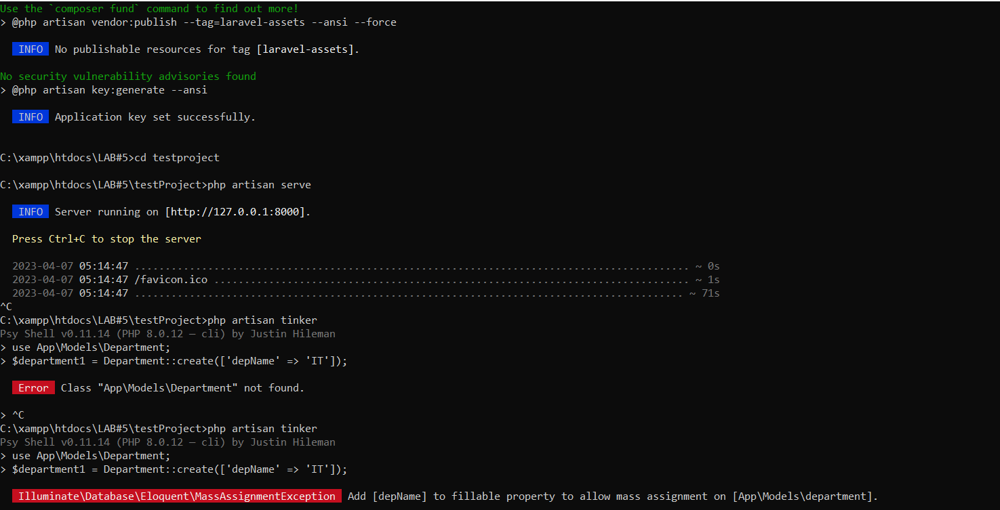 Use the `composer fund` command to find out more!
> @php artisan vendor:publish --tag=laravel-assets --ansi --force
INFO No publishable resources for tag [laravel-assets].
No security vulnerability advisories found
> @php artisan key:generate --ansi
INFO Application key set successfully.
C:\xampp\htdocs\LAB#5>cd testproject
C:\xampp\htdocs\LAB#5\testProject>php artisan serve
INFO Server running on [http://127.0.0.1:8000].
Press Ctrl+C to stop the server
2023-04-07 05:14:47 ........................................................................................... ~ 0s
2023-04-07 05:14:47 /favicon.ico .............................................................................. ~ 1s
2023-04-07 05:14:47 .......................................................................................... ~ 71s
^C
C:\xampp\htdocs\LAB#5\testProject>php artisan tinker
Psy Shell v0.11.14 (PHP 8.0.12 — cli) by Justin Hileman
> use App\Models\Department;
> $department1 = Department::create(['depName' => 'IT']);
Error Class "App\Models\Department" not found.
> ^C
C:\xampp\htdocs\LAB#5\testProject>php artisan tinker
Psy Shell v0.11.14 (PHP 8.0.12 — cli) by Justin Hileman
> use App\Models\Department;
> $department1 = Department::create(['depName' => 'IT']);
Illuminate\Database\Eloquent\MassAssignmentException Add [depName] to fillable property to allow mass assignment on [App\Models\department].